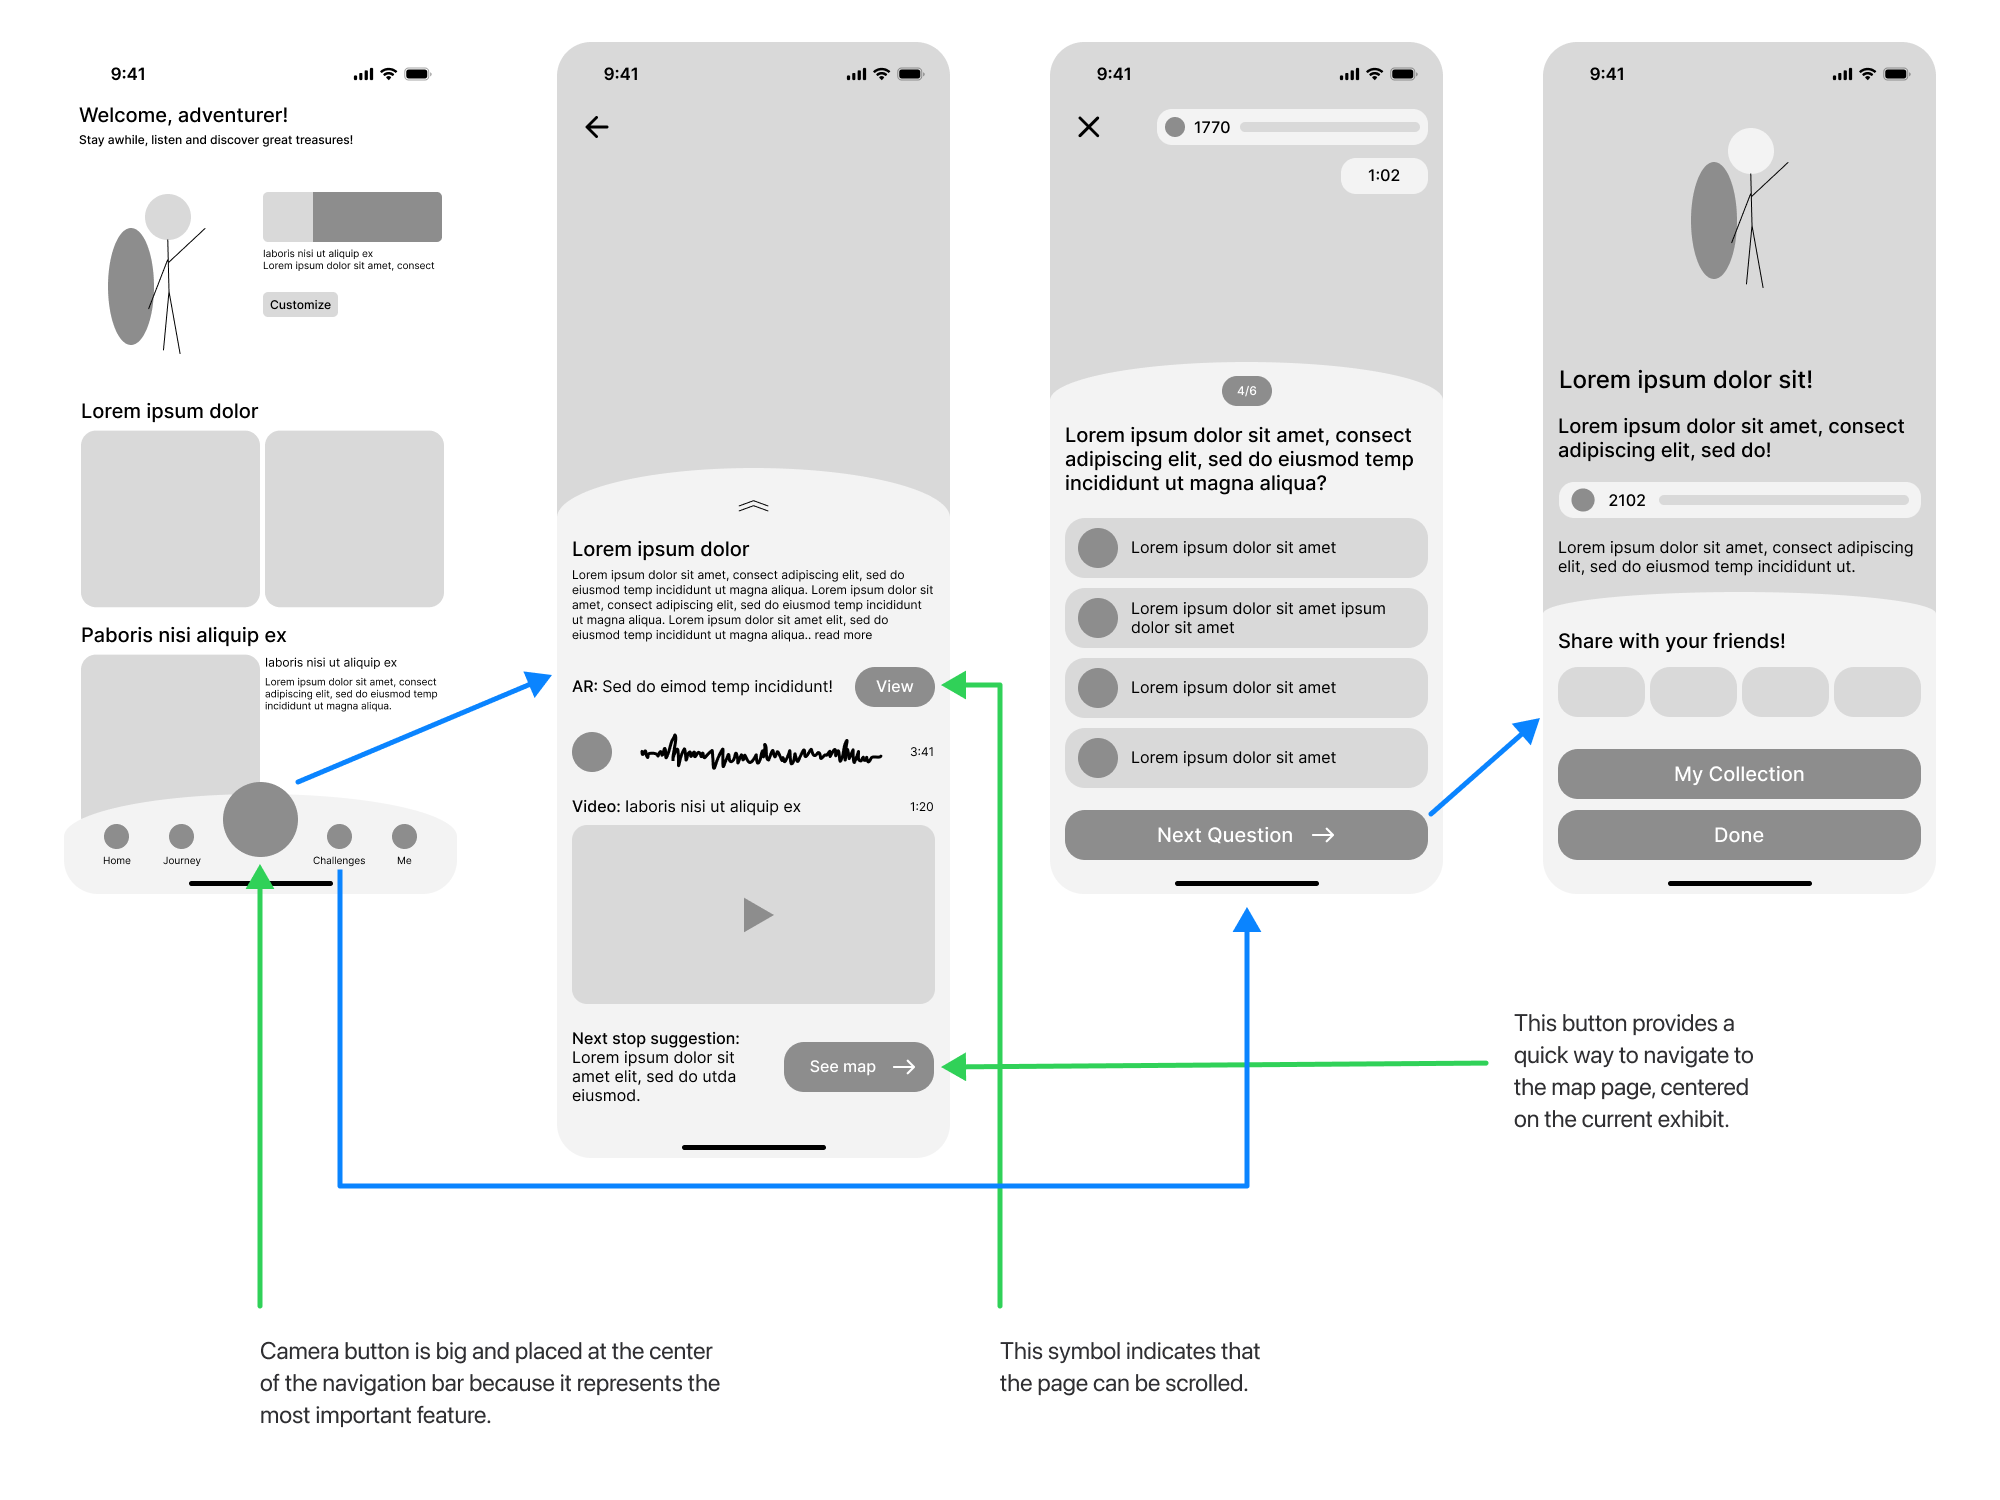 9:41
Welcome, adventurer!
Stay awhile, listen and discover great treasures!
laboris nisi ut aliquip ex
Lorem ipsum dolor sit amet, consect
Customize
Lorem ipsum dolor
Paboris nisi aliquip ex
laboris nisi ut aliquip ex
Lorem ipsum dolor sit amet, consect
adipiscing elit, sed do eiusmod temp
incididunt ut magna aliqua.
Home
Journey
Challenges
Me
9:41
Lorem ipsum dolor
Lorem ipsum dolor sit amet, consect adipiscing elit, sed do
eiusmod temp incididunt ut magna aliqua. Lorem ipsum dolor sit
amet, consect adipiscing elit, sed do eiusmod temp incididunt
ut magna aliqua. Lorem ipsum dolor sit amet elit, sed do
eiusmod temp incididunt ut magna aliqua.. read more
AR: Sed do eimod temp incididunt!
View
3:41
Video: laboris nisi ut aliquip ex
1:20
Next stop suggestion:
Lorem ipsum dolor sit
amet elit, sed do utda
eiusmod.
See map
9:41
1770
1:02
4/6
Lorem ipsum dolor sit amet, consect
adipiscing elit, sed do eiusmod temp
incididunt ut magna aliqua?
Lorem ipsum dolor sit amet
Lorem ipsum dolor sit amet ipsum
dolor sit amet
Lorem ipsum dolor sit amet
Lorem ipsum dolor sit amet
Next Question
9:41
Lorem ipsum dolor sit!
Lorem ipsum dolor sit amet, consect
adipiscing elit, sed do!
2102
Lorem ipsum dolor sit amet, consect adipiscing
elit, sed do eiusmod temp incididunt ut.
Share with your friends!
My Collection
Done
This button provides a
quick way to navigate to
the map page, centered
on the current exhibit.
Camera button is big and placed at the center
of the navigation bar because it represents the
most important feature.
This symbol indicates that
the page can be scrolled.